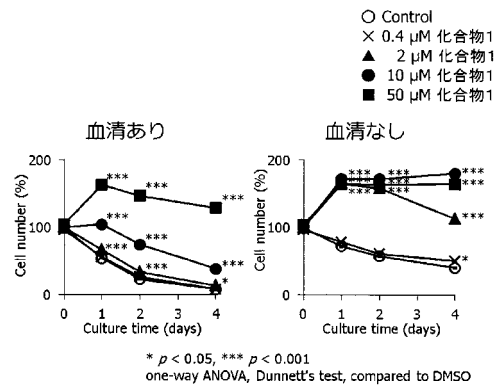 Control
0.4 µM 化合物1
2 µM 化合物1
10 µM 化合物1
50 µM 化合物1
血清あり
200
100
0
Cell number (%)
***
***
***
***
***
***
***
***
*
0 1 2 4
Culture time (days)
血清なし
200
100
0
Cell number (%)
***
***
***
***
***
***
***
***
***
*
0 1 2 4
Culture time (days)
* p < 0.05, *** p < 0.001
one-way ANOVA, Dunnett's test, compared to DMSO